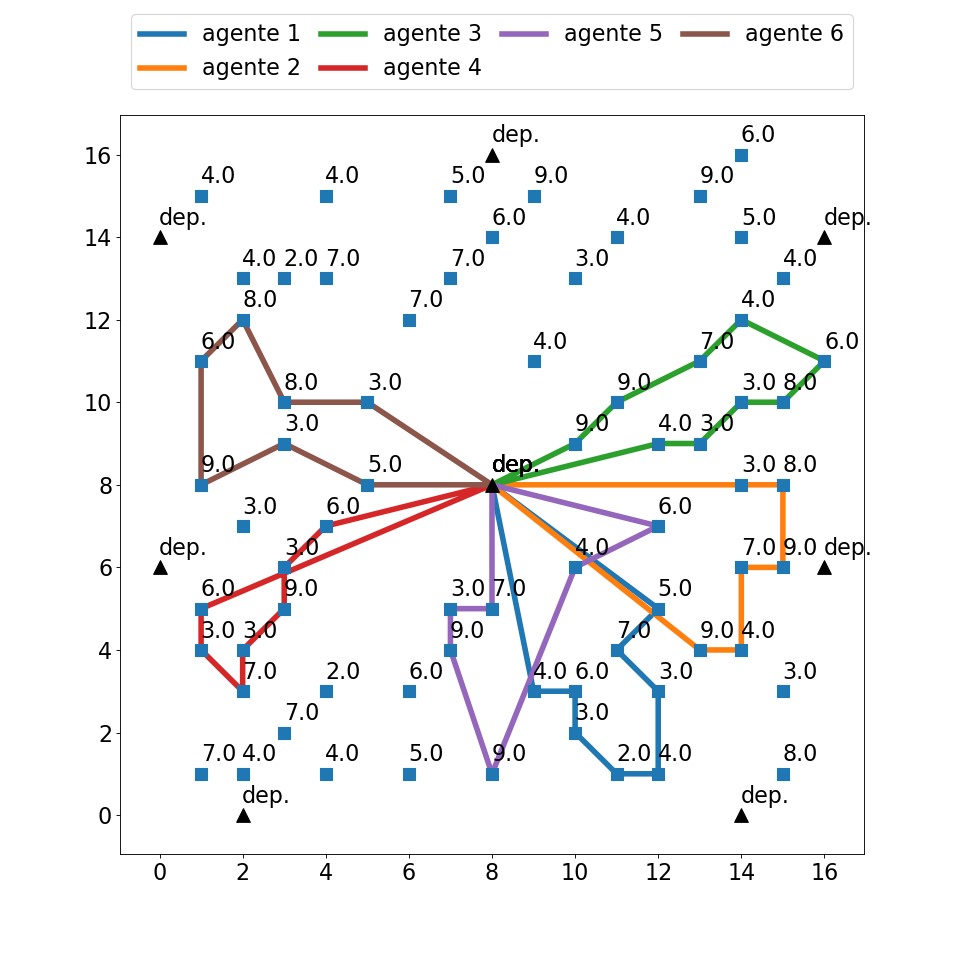 agente 1 agente 3 agente 5 agente 6
agente 2 agente 4
dep. 6.0
16
4.0 4.0 5.0 9.0 9.0
dep. 6.0 4.0 5.0 dep.
14
4.0 2.0 7.0 7.0 3.0 4.0
8.0 7.0 4.0
12
6.0 4.0 7.0 6.0
8.0 3.0 9.0 3.0 8.0
10
3.0 9.0 4.0 3.0
9.0 5.0 dep. 3.0 8.0
8
3.0 6.0 6.0
dep. 3.0 4.0 7.0 9.0 dep.
6
6.0 9.0 3.0 7.0 5.0
3.0 3.0 9.0 7.0 9.0 4.0
4
7.0 2.0 6.0 4.0 6.0 3.0 3.0
7.0 3.0
2
7.0 4.0 4.0 5.0 9.0 2.0 4.0 8.0
dep. dep.
0
0 2 4 6 8 10 12 14 16